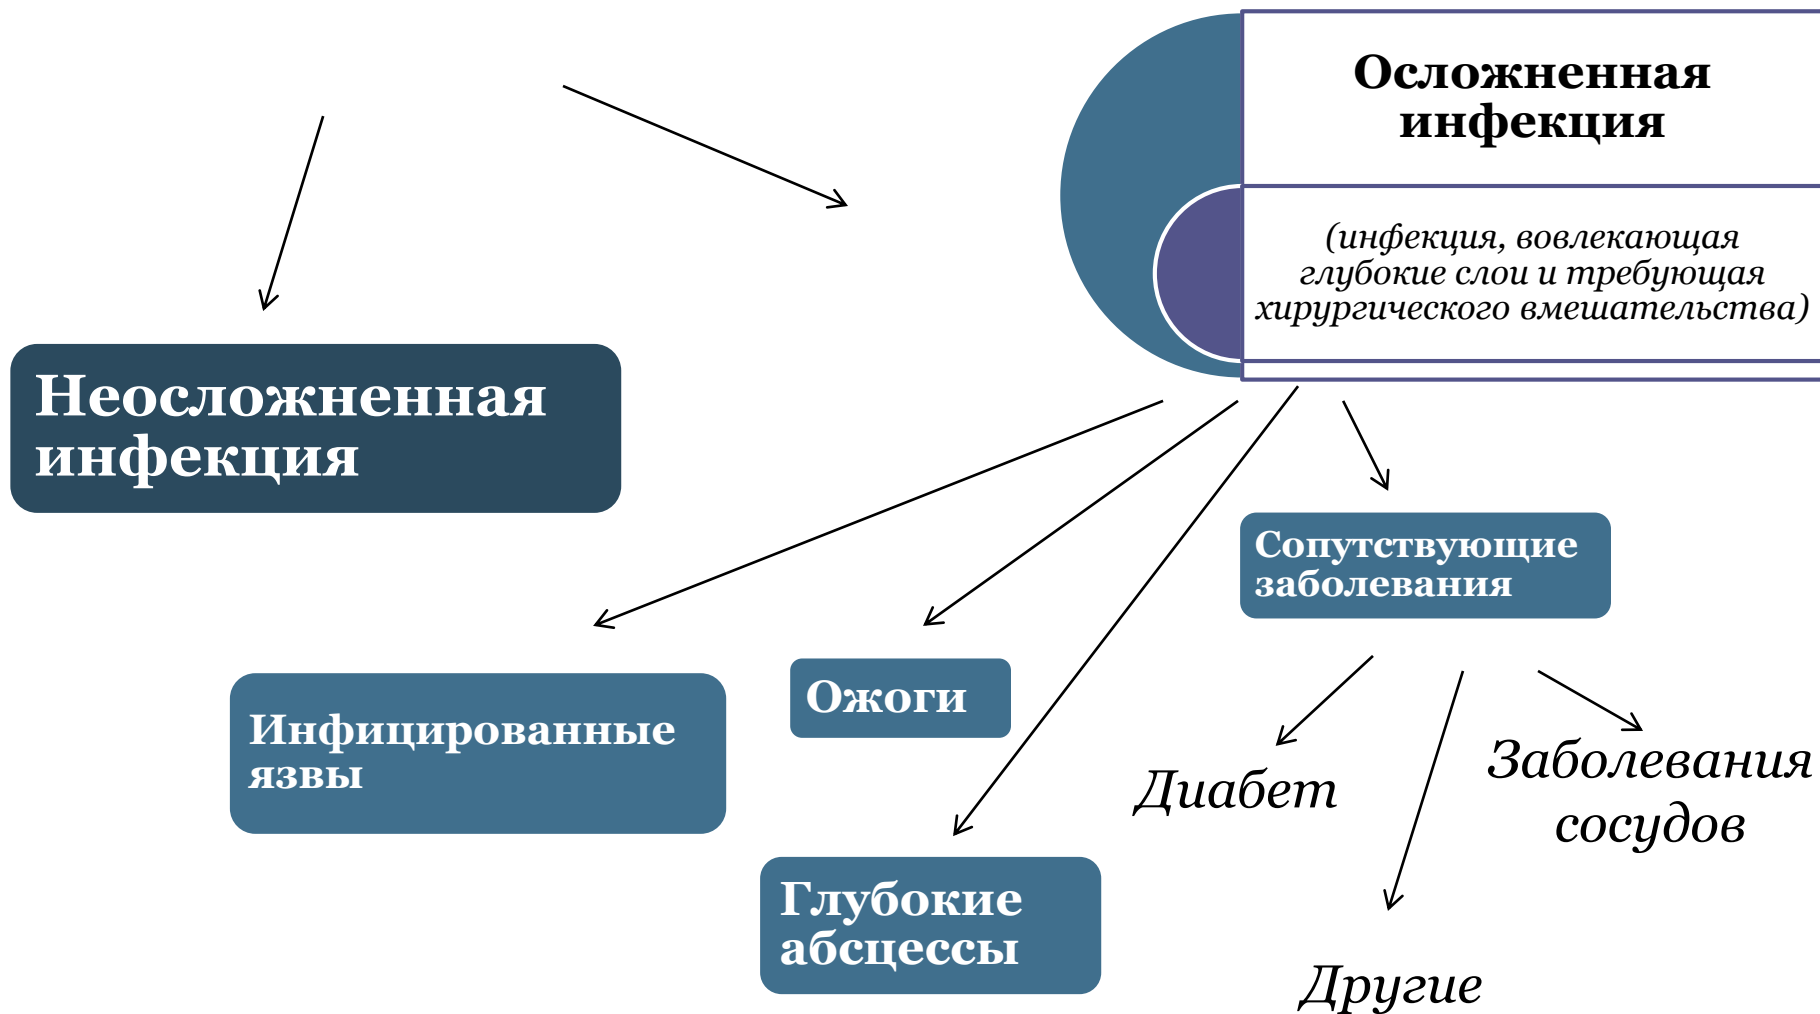 Осложненная
инфекция
(инфекция, вовлекающая
глубокие слои и требующая
хирургического вмешательства)
Неосложненная
инфекция
Сопутствующие
заболевания
Инфицированные
язвы
Ожоги
Диабет
Заболевания
сосудов
Глубокие
абсцессы
Другие